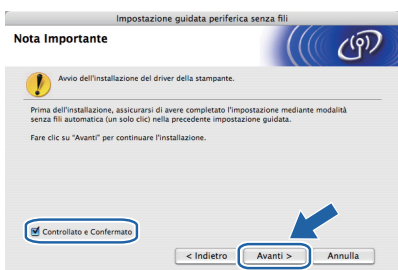 Impostazione guidata periferica senza fili
Nota Importante
Avvio dell'installazione del driver della stampante.
Prima dell'installazione, assicurarsi di avere completato l'impostazione mediante modalità
senza fili automatica (un solo clic) nella precedente impostazione guidata.
Fare clic su "Avanti" per continuare l'installazione.
Controllato e Confermato
< Indietro
Avanti >
Annulla